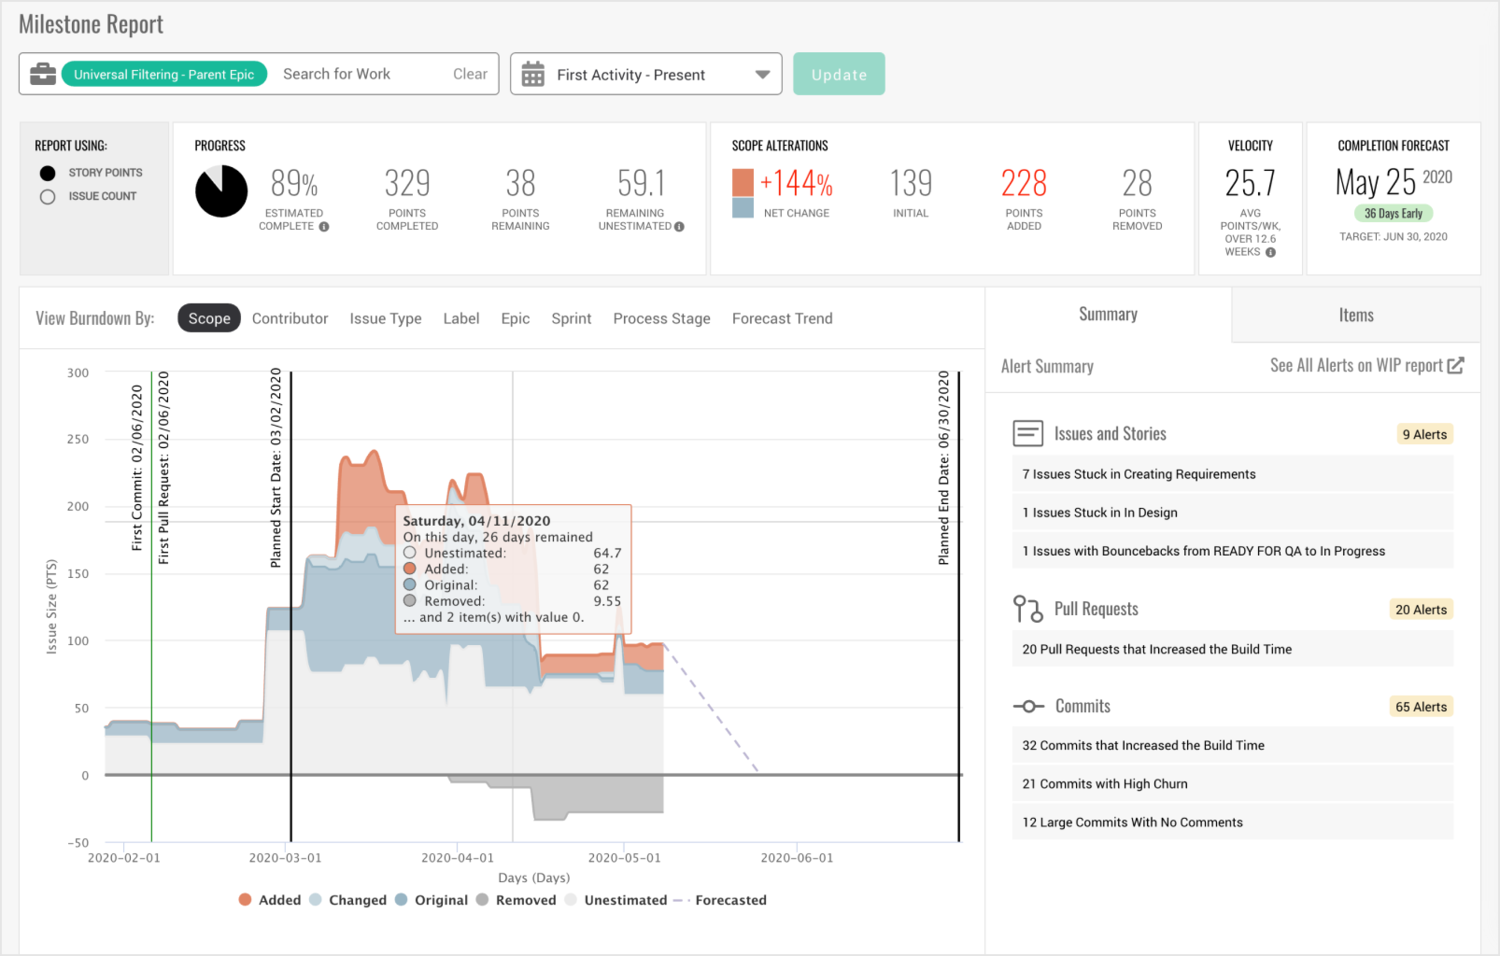 Milestone Report
Universal Filtering - Parent Epic
Search for Work
Clear
First Activity - Present
Update
REPORT USING:
STORY POINTS
ISSUE COUNT
PROGRESS
89%
ESTIMATED
COMPLETE
329
POINTS
COMPLETED
38
POINTS
REMAINING
59.1
REMAINING
UNESTIMATED
SCOPE ALTERATIONS
+144%
NET CHANGE
139
INITIAL
228
POINTS
ADDED
28
POINTS
REMOVED
VELOCITY
25.7
AVG
POINTS/WK,
OVER 12.6
WEEKS
COMPLETION FORECAST
May 25 2020
36 Days Early
TARGET: JUN 30, 2020
View Burndown By:
Scope
Contributor
Issue Type
Label
Epic
Sprint
Process Stage
Forecast Trend
Issue Size (PTS)
300
250
200
150
100
50
0
-50
First Commit: 02/06/2020
First Pull Request: 02/06/2020
Planned Start Date: 03/02/2020
Planned End Date: 06/30/2020
Saturday, 04/11/2020
On this day, 26 days remained
Unestimated: 64.7
Added: 62
Original: 62
Removed: 9.55
... and 2 item(s) with value 0.
2020-02-01
2020-03-01
2020-04-01
2020-05-01
2020-06-01
Days (Days)
Added
Changed
Original
Removed
Unestimated
Forecasted
Summary
Items
Alert Summary
See All Alerts on WIP report
Issues and Stories
9 Alerts
7 Issues Stuck in Creating Requirements
1 Issues Stuck in In Design
1 Issues with Bouncebacks from READY FOR QA to In Progress
Pull Requests
20 Alerts
20 Pull Requests that Increased the Build Time
Commits
65 Alerts
32 Commits that Increased the Build Time
21 Commits with High Churn
12 Large Commits With No Comments